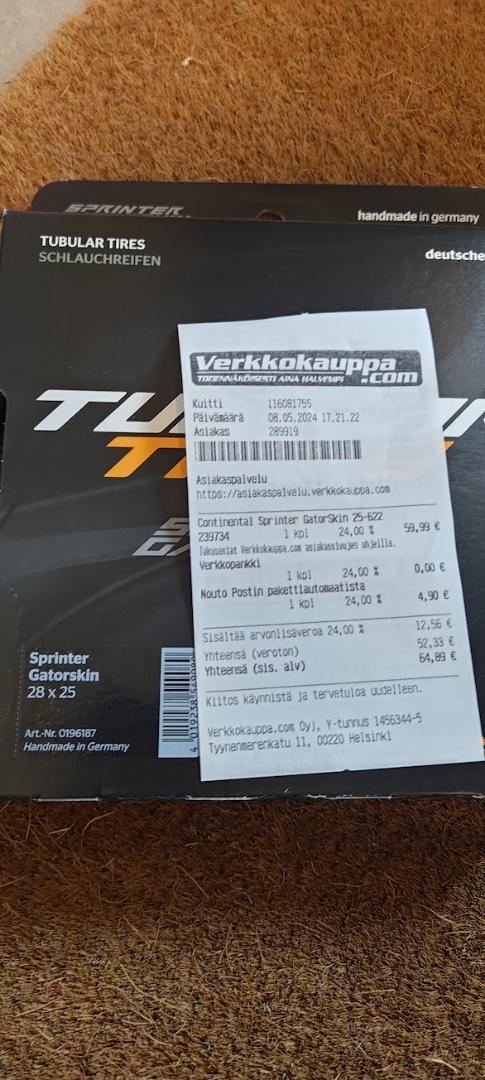 SPRINTER
handmade in germany
TUBULAR TIRES
SCHLAUCHREIFEN
deutsche
Verkkokauppa
.com
TODENNÄKÖISESTI AINA HALVEMPI
Kuitti 116081755
Päivämäärä 08.05.2024 17.21.22
Asiakas 289919
Asiakaspalvelu
https://asiakaspalvelu.verkkokauppa.com
Continental Sprinter GatorSkin 25-622
239734 1 kpl 24,00 % 59,99 €
Takuuasiat Verkkokauppa.com asiakassivujen ohjeilla.
Verkkopankki
1 kpl 24,00 % 0,00 €
Nouto Postin pakettiautomaatista
1 kpl 24,00 % 4,90 €
Sisältää arvonlisäveroa 24,00 % 12,56 €
Yhteensä (veroton) 52,33 €
Yhteensä (sis. alv) 64,89 €
Kiitos käynnistä ja tervetuloa uudelleen.
Verkkokauppa.com Oyj, Y-tunnus 1456344-5
Tyynenmerenkatu 11, 00220 Helsinki
TU
T
S
GA
Sprinter
Gatorskin
28 x 25
Art.-Nr. 0196187
Handmade in Germany